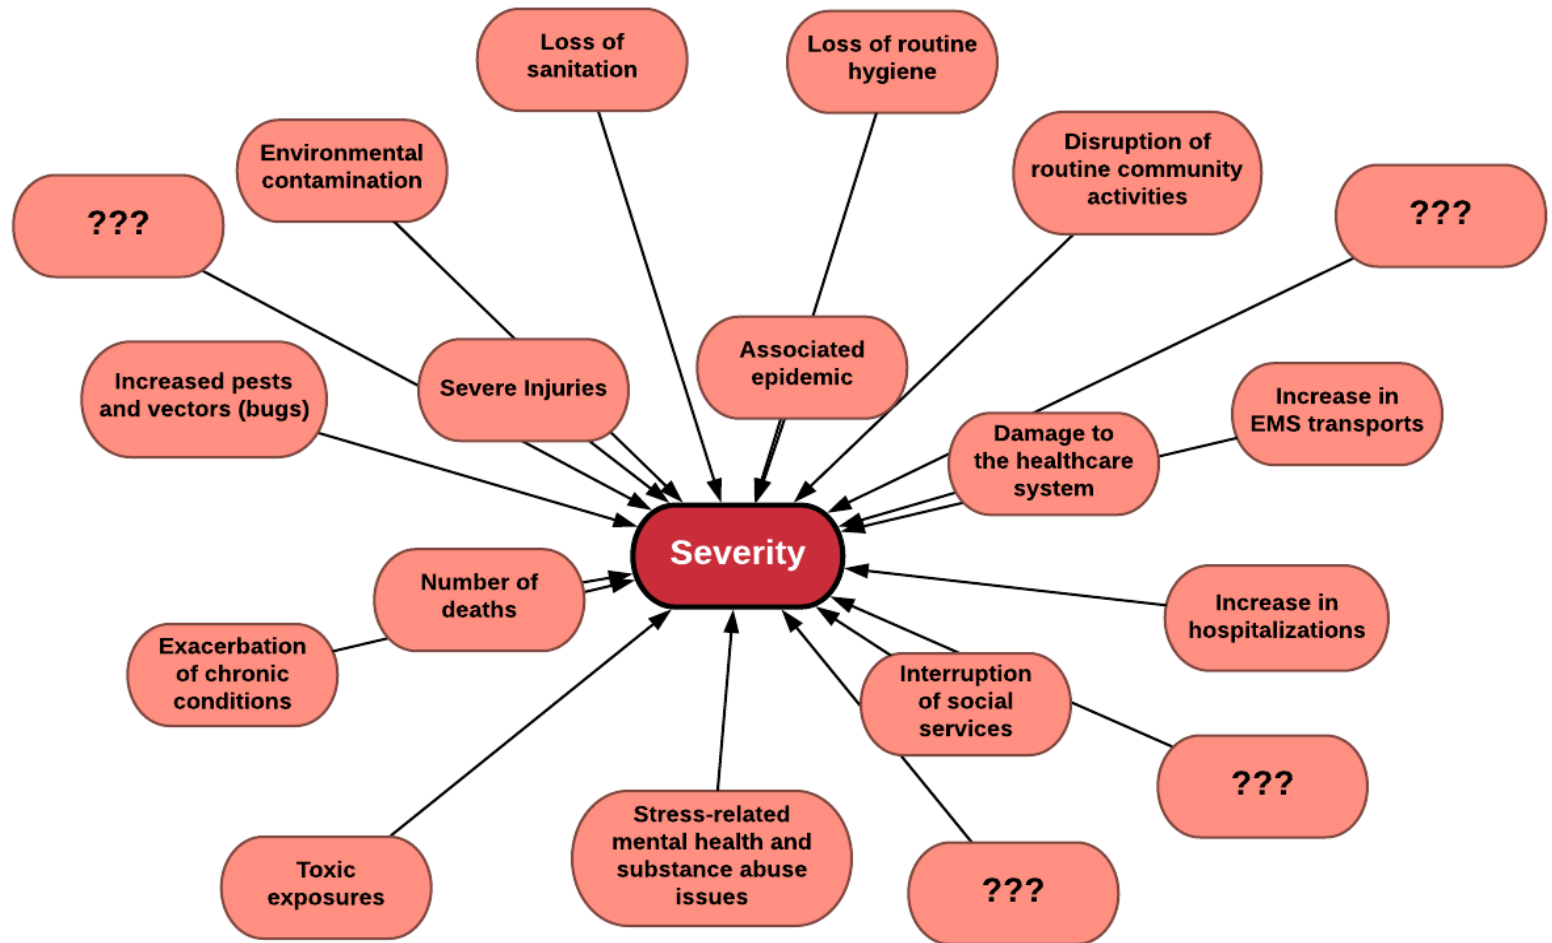 Loss of
sanitation
Loss of routine
hygiene
Environmental
contamination
Disruption of
routine community
activities
???
???
Increased pests
and vectors (bugs)
Severe Injuries
Associated
epidemic
Damage to
the healthcare
system
Increase in
EMS transports
Severity
Number of
deaths
Increase in
hospitalizations
Exacerbation
of chronic
conditions
Interruption
of social
services
???
Toxic
exposures
Stress-related
mental health and
substance abuse
issues
???